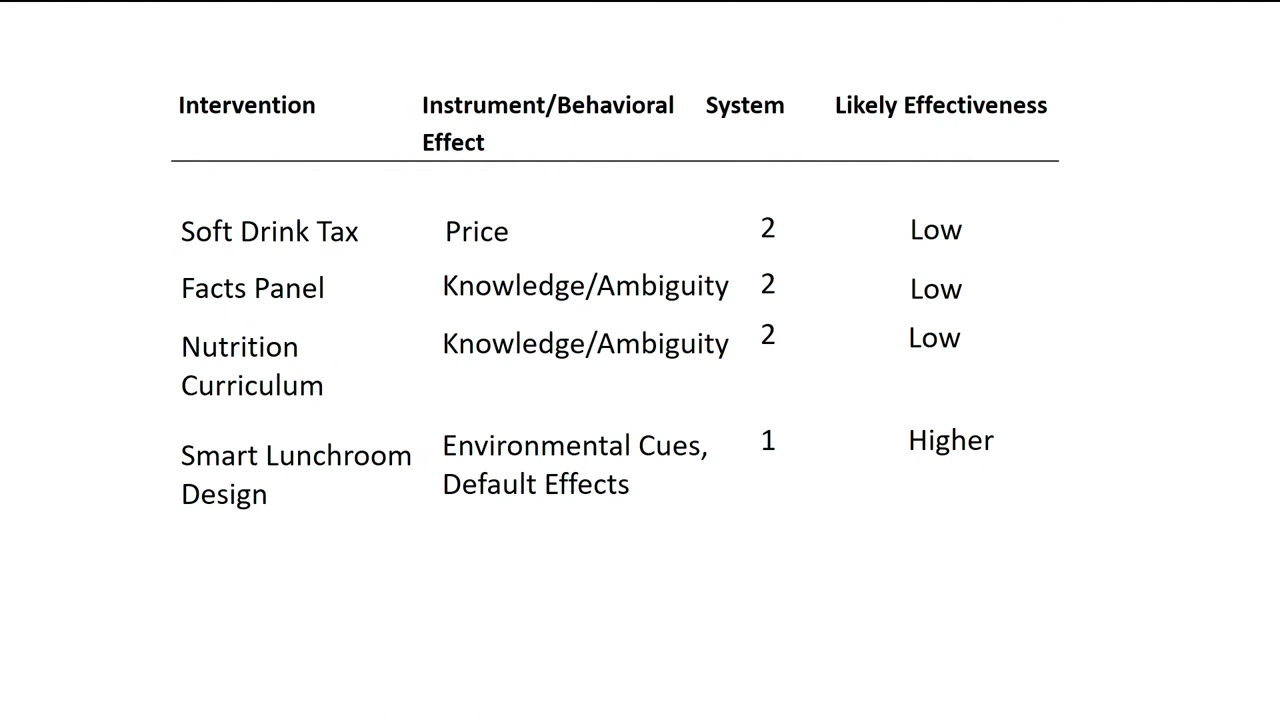 Intervention Instrument/Behavioral System Likely Effectiveness
Effect
Soft Drink Tax Price 2 Low
Facts Panel Knowledge/Ambiguity 2 Low
Nutrition Knowledge/Ambiguity 2 Low
Curriculum
Smart Lunchroom Environmental Cues, 1 Higher
Design Default Effects